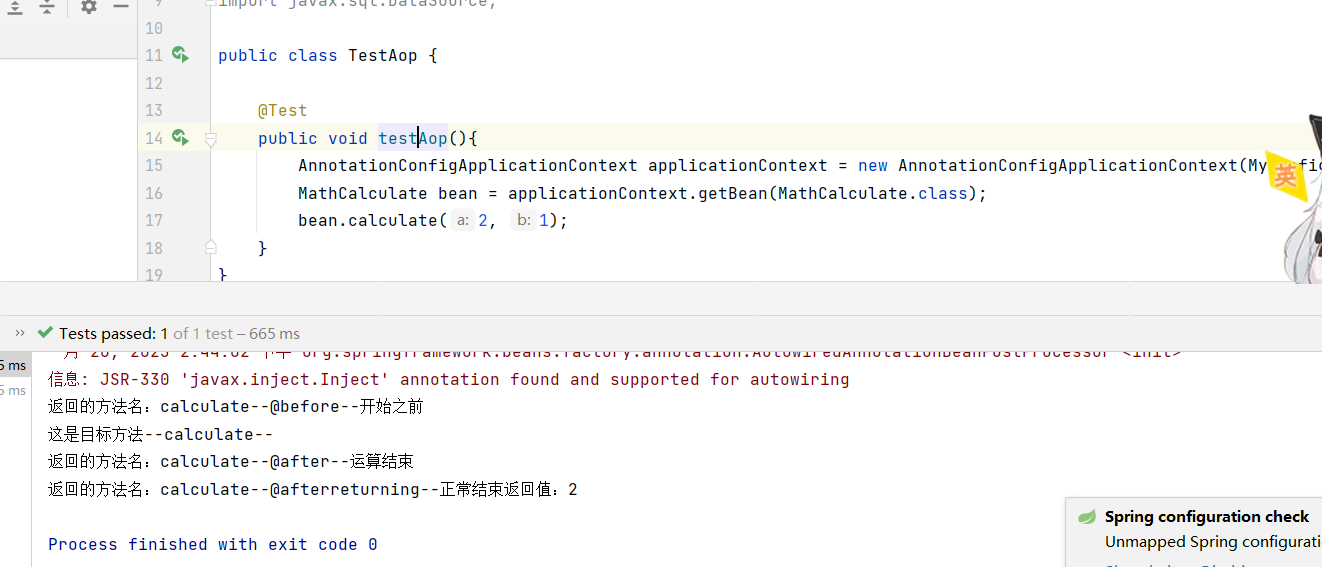 9 import javax.sql.DataSource;
10
11 public class TestAop {
12
13 @Test
14 public void testAop(){
15 AnnotationConfigApplicationContext applicationContext = new AnnotationConfigApplicationContext(My
16 MathCalculate bean = applicationContext.getBean(MathCalculate.class);
17 bean.calculate( a: 2, b: 1);
18 }
19 }
英
›› Tests passed: 1 of 1 test – 665 ms
5 ms
5 ms
月 20, 2023 2:44:02 下午 org.springframework.beans.factory.annotation.AutowiredAnnotationBeanPostProcessor <init>
信息: JSR-330 'javax.inject.Inject' annotation found and supported for autowiring
返回的方法名：calculate--@before--开始之前
这是目标方法--calculate--
返回的方法名：calculate--@after--运算结束
返回的方法名：calculate--@afterreturning--正常结束返回值：2
Process finished with exit code 0
Spring configuration check
Unmapped Spring configurati